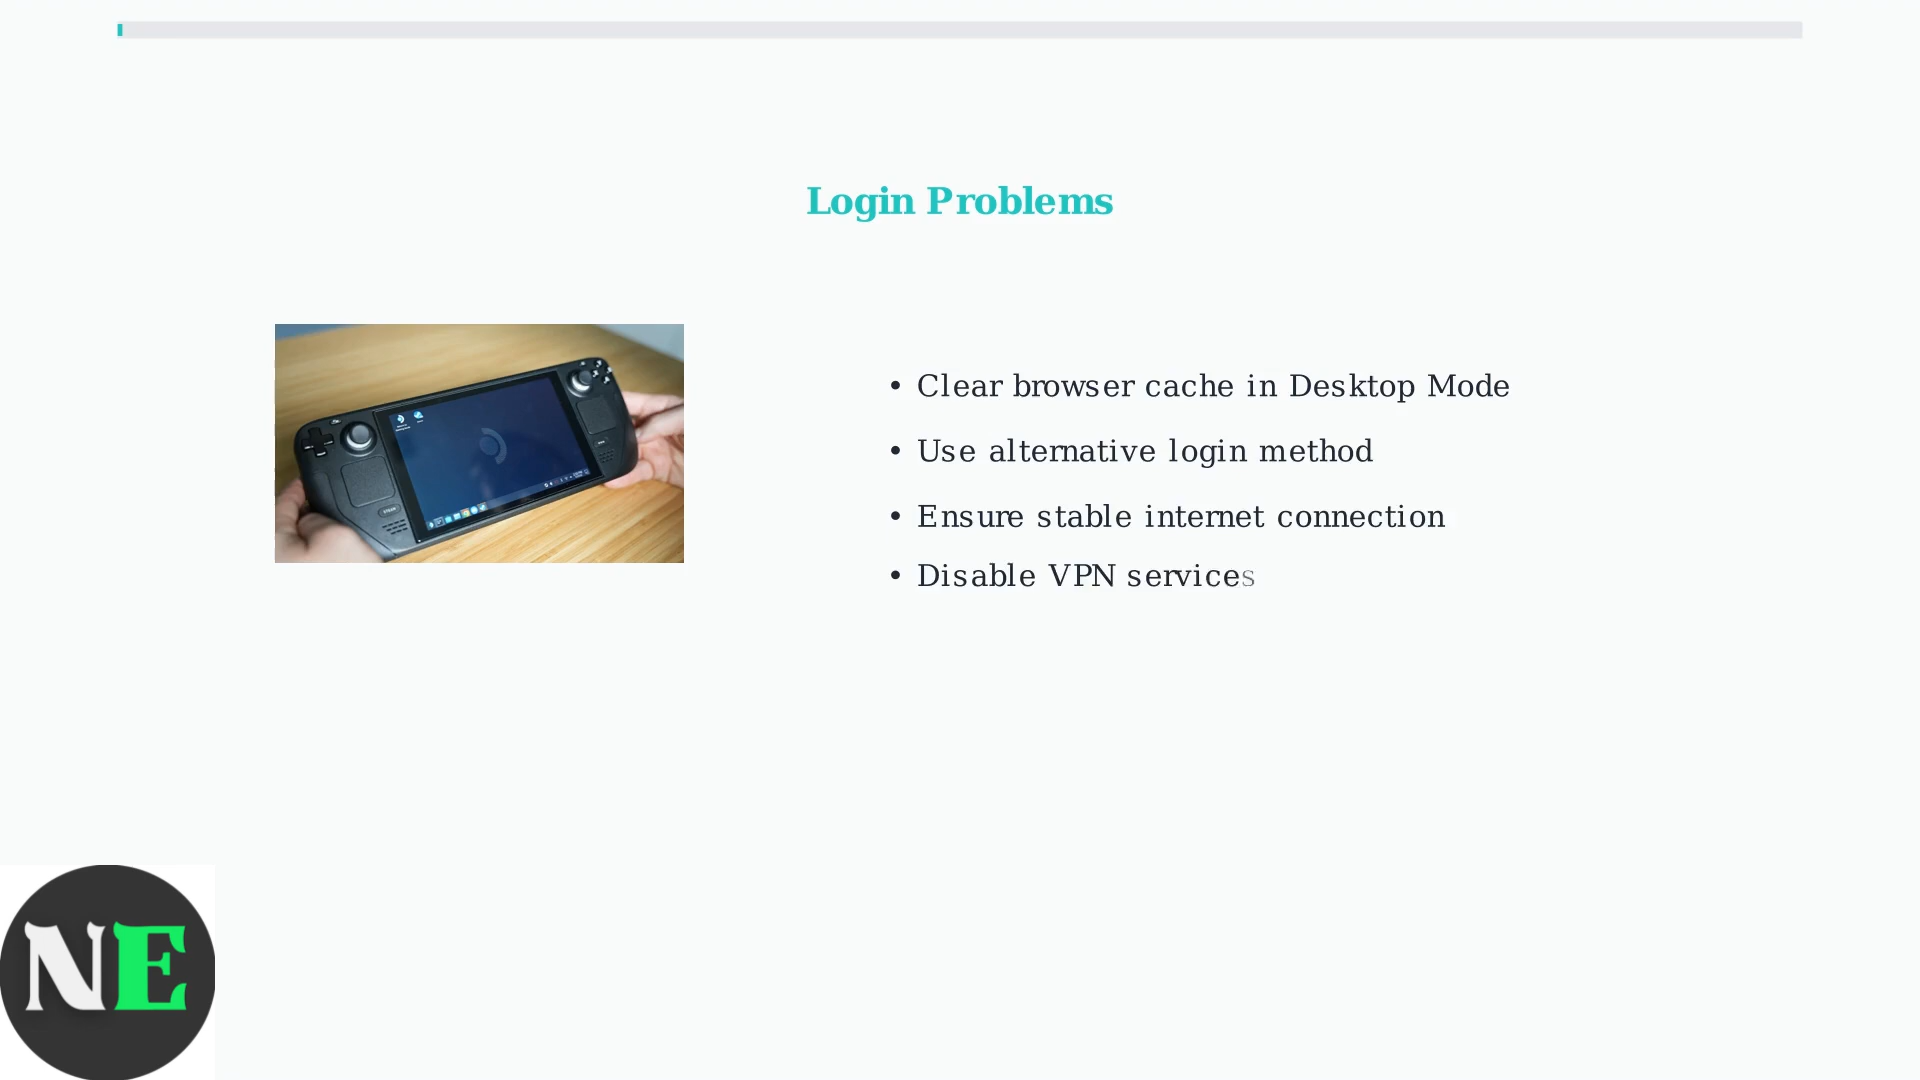 Login Problems
• Clear browser cache in Desktop Mode
• Use alternative login method
• Ensure stable internet connection
• Disable VPN services
STEAM
NE